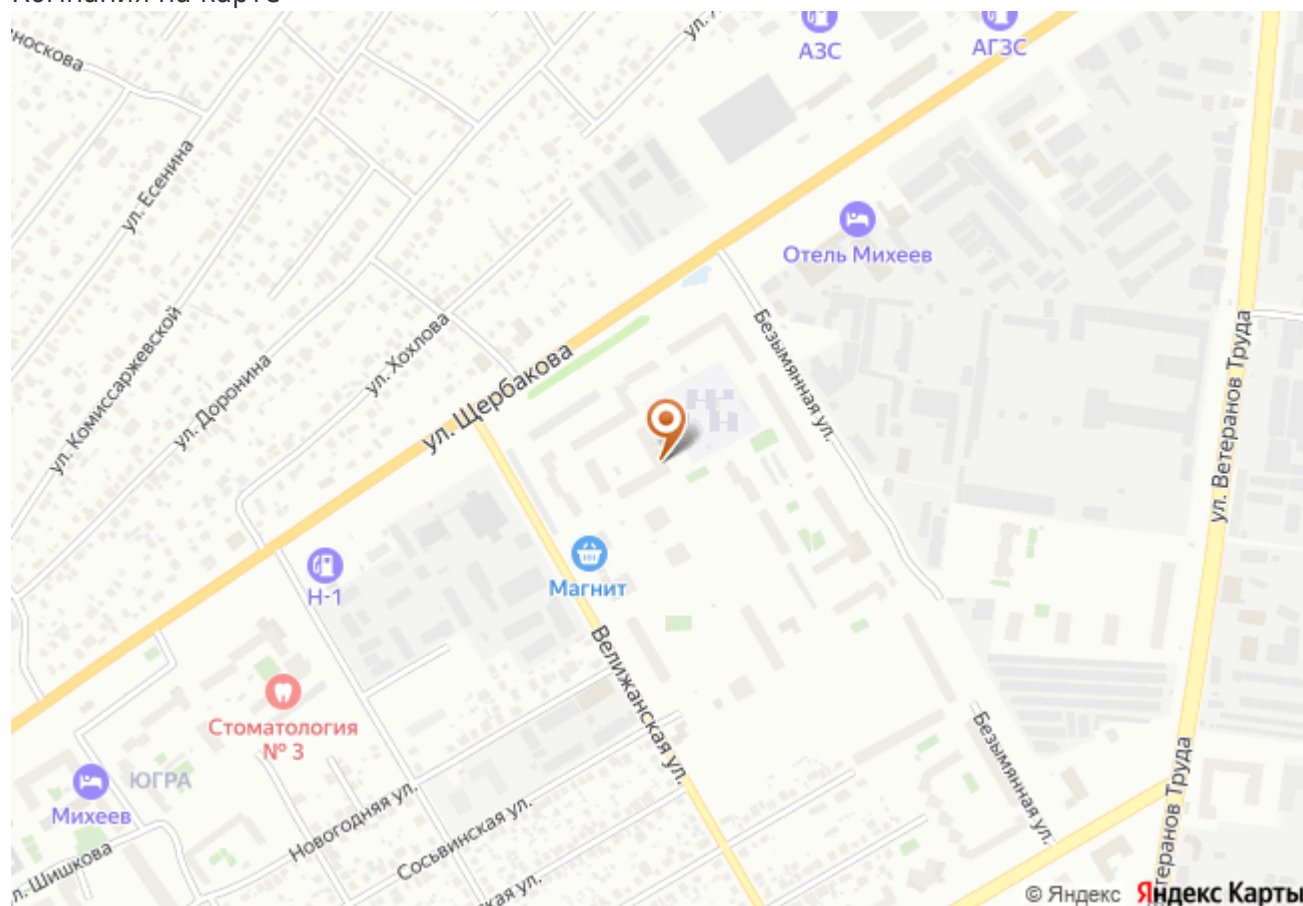 Компания на карте
АЗС
АГЗС
ул. Есенина
Отель Михеев
ул. Комиссаржевской
ул. Доронина
ул. Хохлова
ул. Щербакова
Безымянная ул.
ул. Ветеранов Труда
Н-1
Магнит
Велижанская ул.
Стоматология
№ 3
ЮГРА
Михеев
Новогодняя ул.
Сосьвинская ул.
Безымянная ул.
л. Шишкова
ская ул.
теранов Труда
© Яндекс Яндекс Карты